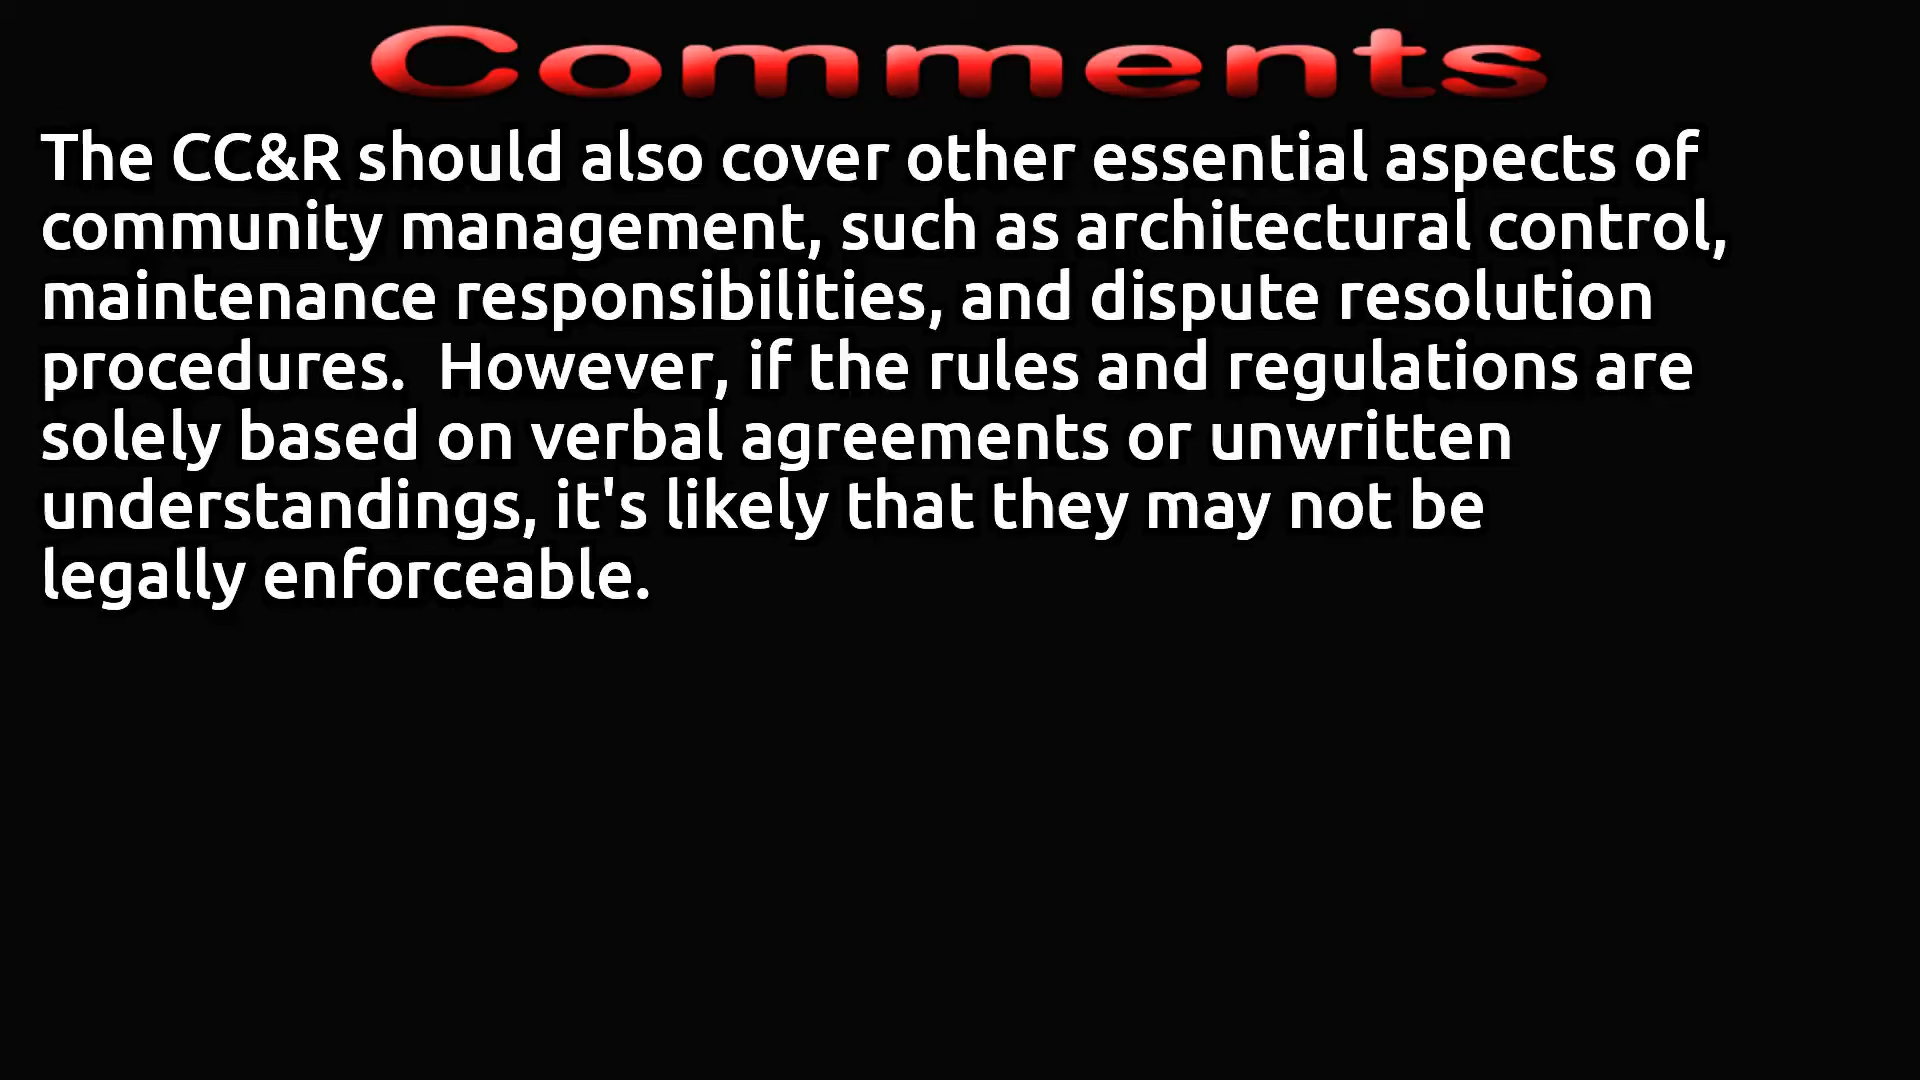 Comments
The CC&R should also cover other essential aspects of
community management, such as architectural control,
maintenance responsibilities, and dispute resolution
procedures.  However, if the rules and regulations are
solely based on verbal agreements or unwritten
understandings, it's likely that they may not be
legally enforceable.